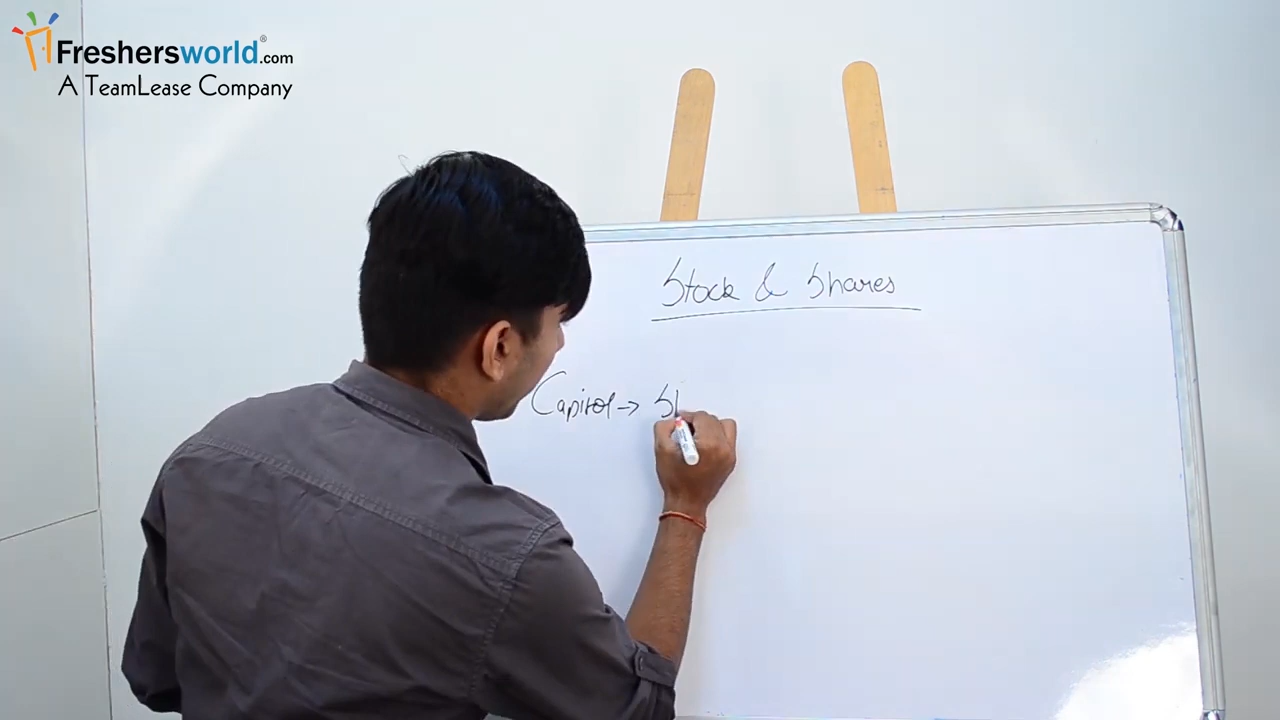 Freshersworld.com
A TeamLease Company
Stock & Shares
Capital →